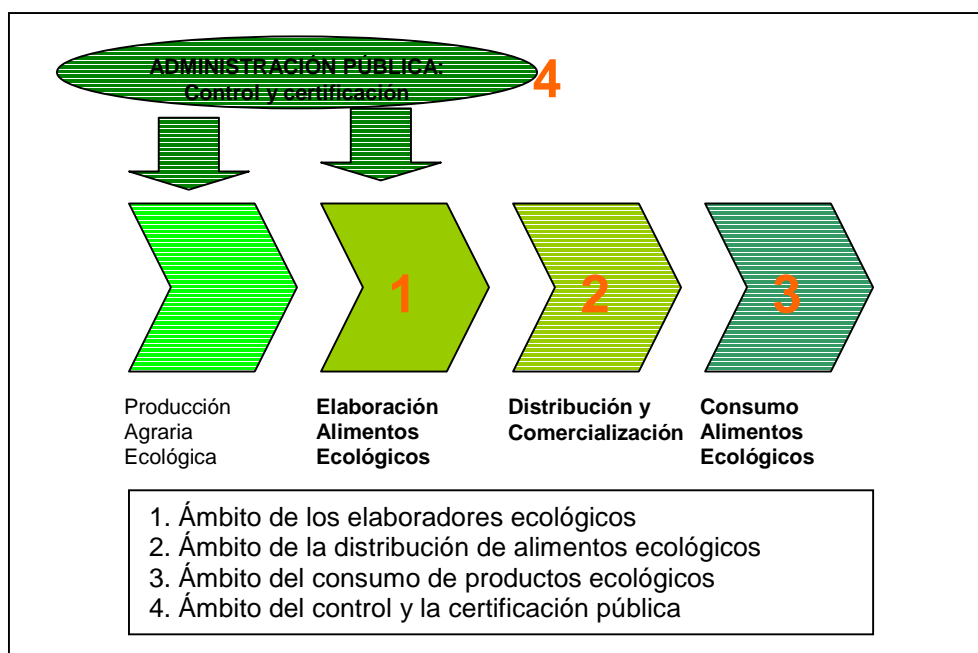 ADMINISTRACIÓN PÚBLICA:
Control y certificación
4
1
2
3
Producción
Agraria
Ecológica
Elaboración
Alimentos
Ecológicos
Distribución y
Comercialización
Consumo
Alimentos
Ecológicos
1. Ámbito de los elaboradores ecológicos
2. Ámbito de la distribución de alimentos ecológicos
3. Ámbito del consumo de productos ecológicos
4. Ámbito del control y la certificación pública